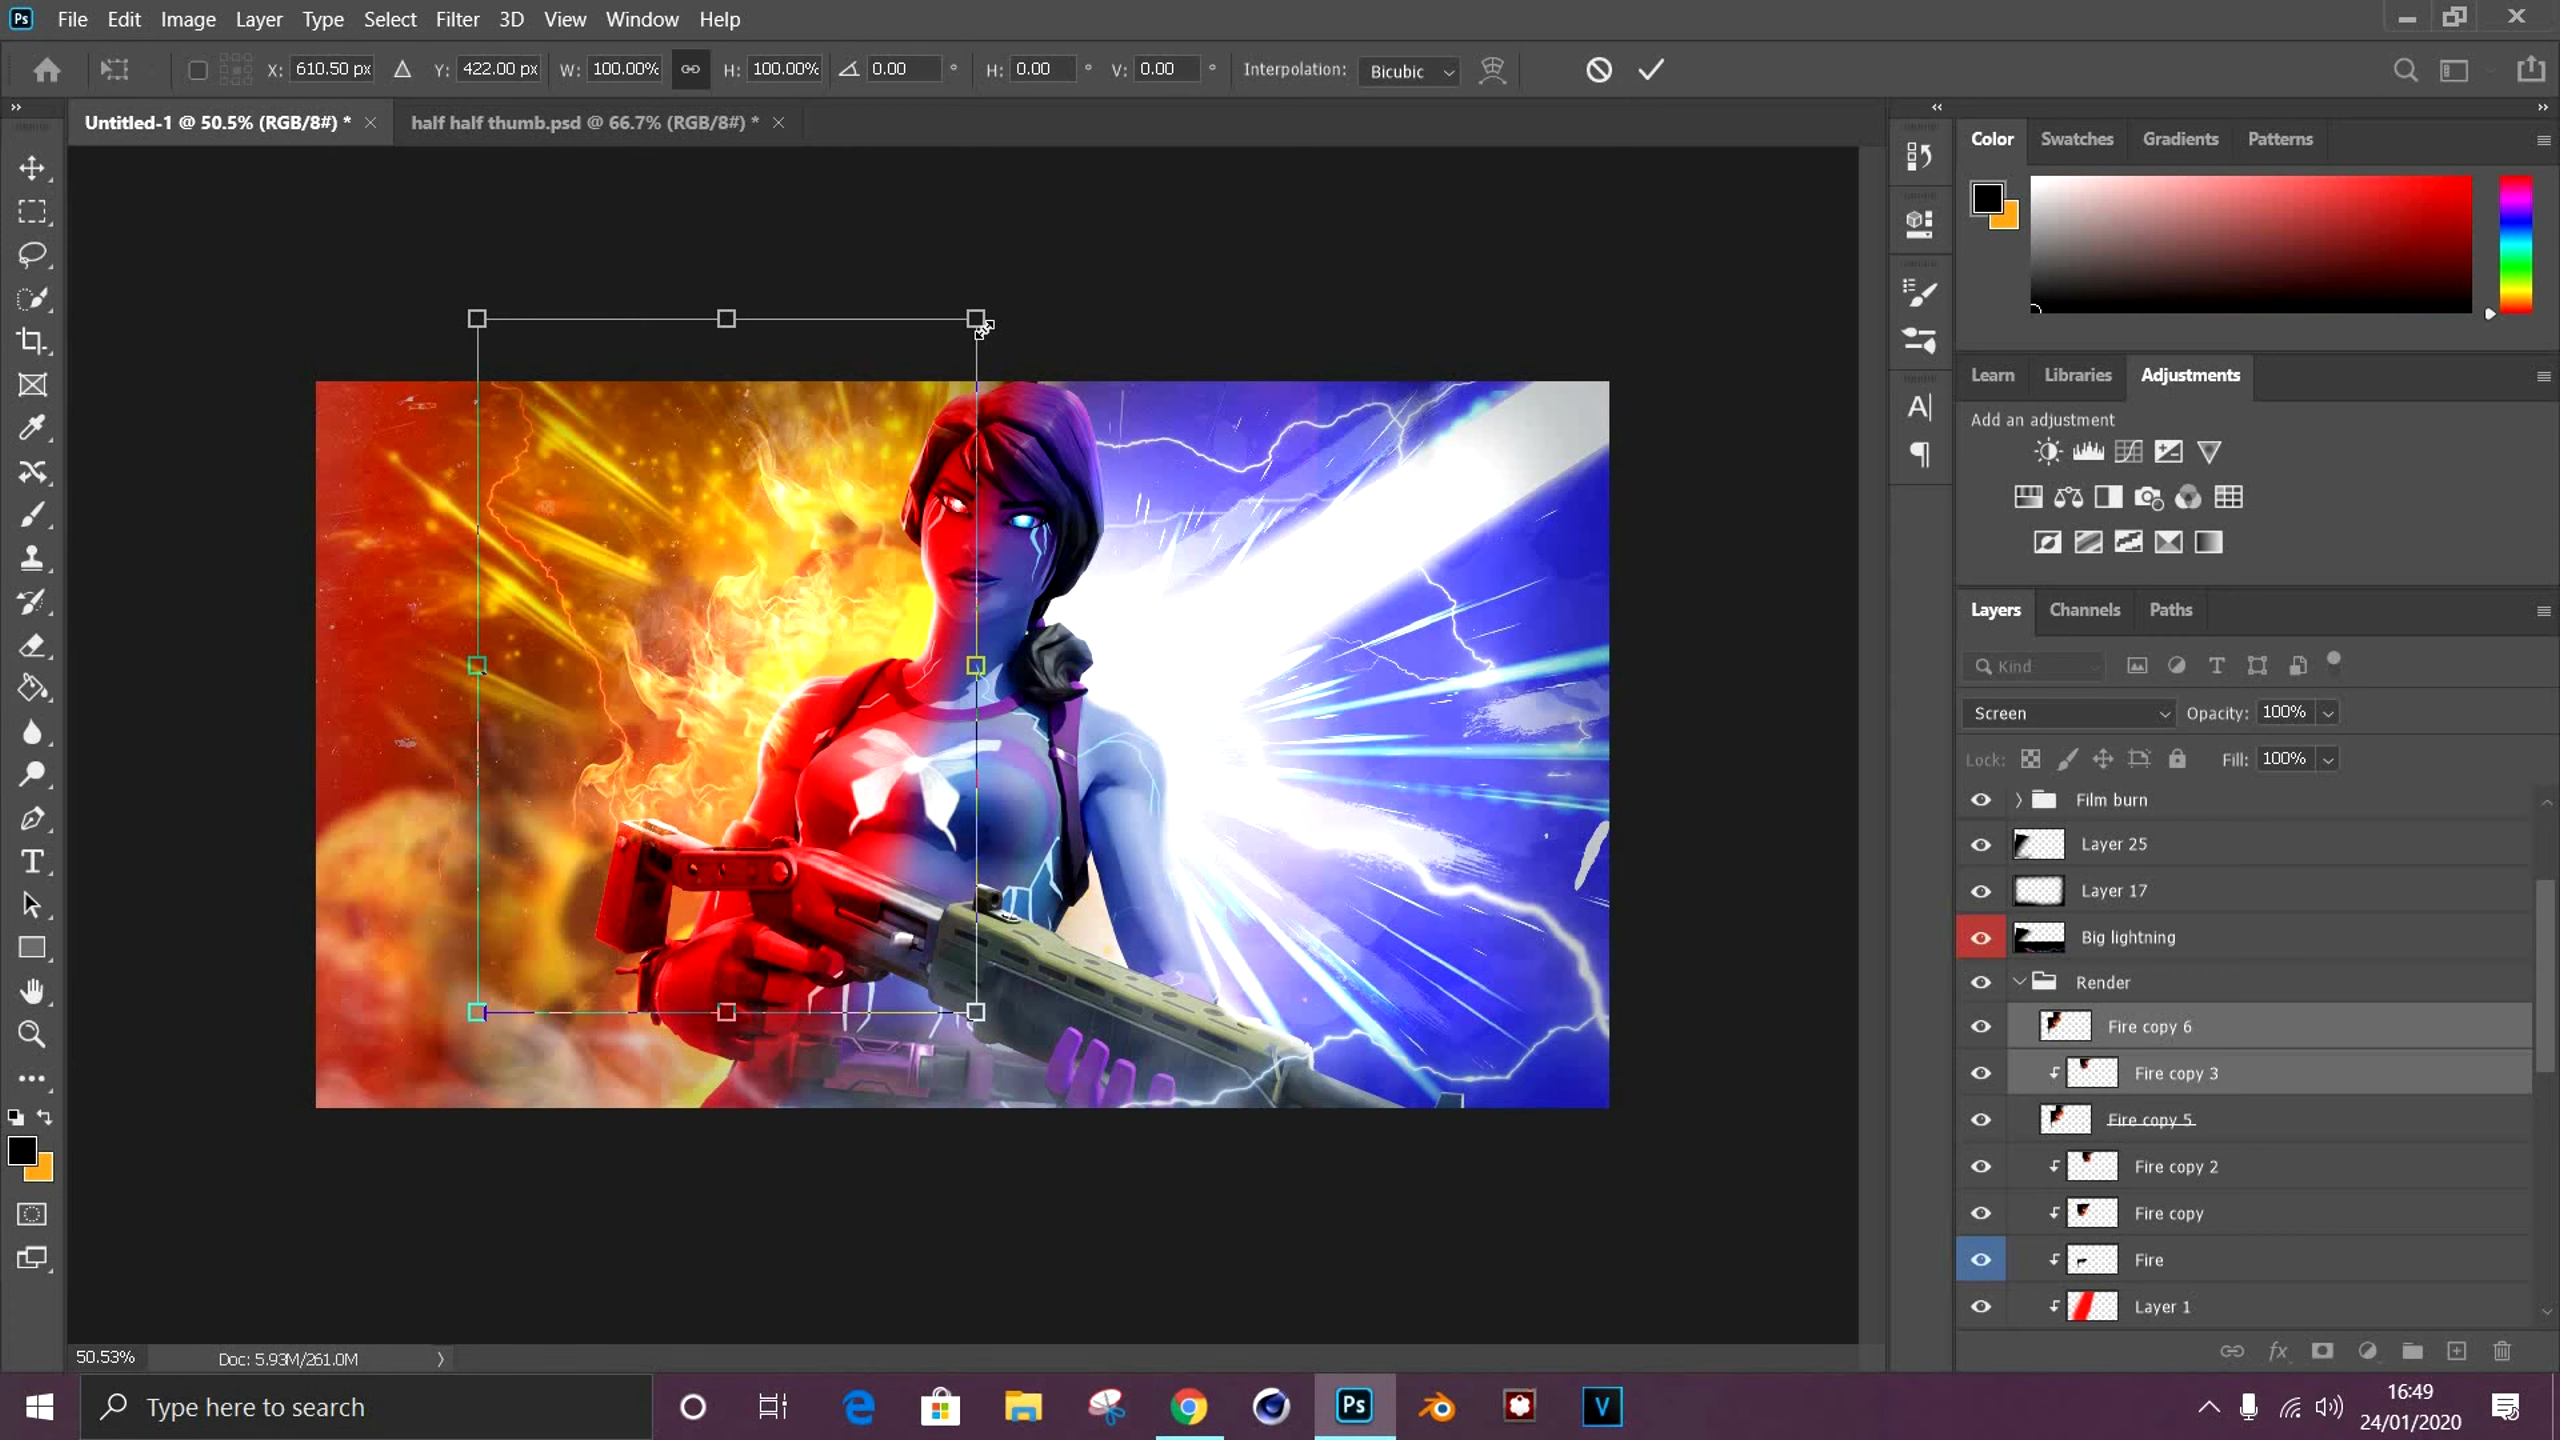 Ps File Edit Image Layer Type Select Filter 3D View Window Help
X: 610.50 px Y: 422.00 px W: 100.00% H: 100.00% 0.00 ° H: 0.00 ° V: 0.00 ° Interpolation: Bicubic
Untitled-1 @ 50.5% (RGB/8#) * half half thumb.psd @ 66.7% (RGB/8#) *
Color Swatches Gradients Patterns
Learn Libraries Adjustments
Add an adjustment
Layers Channels Paths
Kind
Screen Opacity: 100%
Lock: Fill: 100%
Film burn
Layer 25
Layer 17
Big lightning
Render
Fire copy 6
Fire copy 3
Fire copy 5
Fire copy 2
Fire copy
Fire
Layer 1
fx
50.53% Doc: 5.93M/261.0M
Type here to search
Ps
V
16:49
24/01/2020